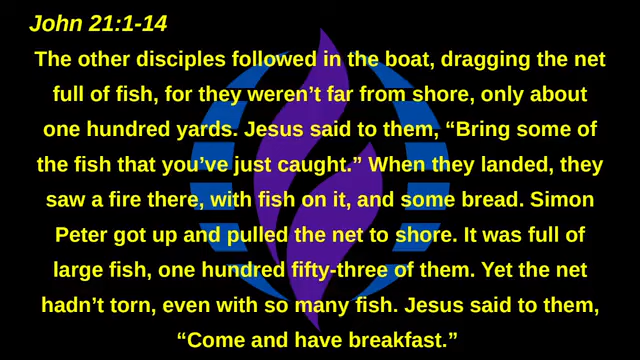 John 21:1-14
The other disciples followed in the boat, dragging the net
full of fish, for they weren’t far from shore, only about
one hundred yards. Jesus said to them, “Bring some of
the fish that you’ve just caught.” When they landed, they
saw a fire there, with fish on it, and some bread. Simon
Peter got up and pulled the net to shore. It was full of
large fish, one hundred fifty-three of them. Yet the net
hadn’t torn, even with so many fish. Jesus said to them,
“Come and have breakfast.”